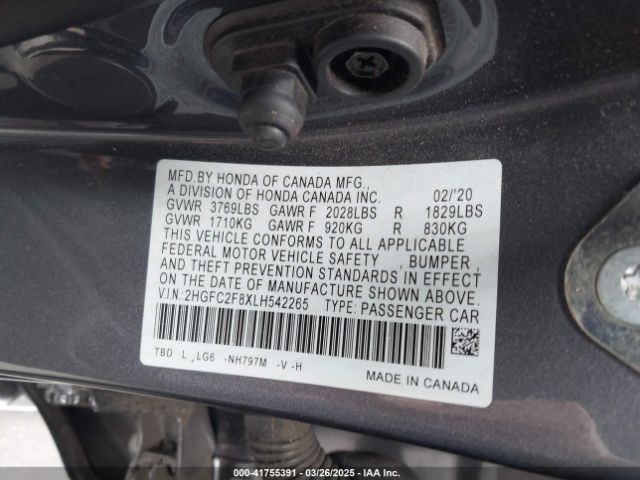 MFD.BY HONDA OF CANADA MFG.,
A DIVISION OF HONDA CANADA INC. 02/'20
GVWR 3769LBS GAWR F 2028LBS R 1829LBS
GVWR 1710KG GAWR F 920KG R 830KG
THIS VEHICLE CONFORMS TO ALL APPLICABLE
FEDERAL MOTOR VEHICLE SAFETY , BUMPER ,
AND THEFT PREVENTION STANDARDS IN EFFECT
ON THE DATE OF MANUFACTURE SHOWN ABOVE.
V.I.N.:2HGFC2F8XLH542265 TYPE: PASSENGER CAR
TBD L LG6 -NH797M -V -H
MADE IN CANADA
000-41755391 - 03/26/2025 - IAA Inc.